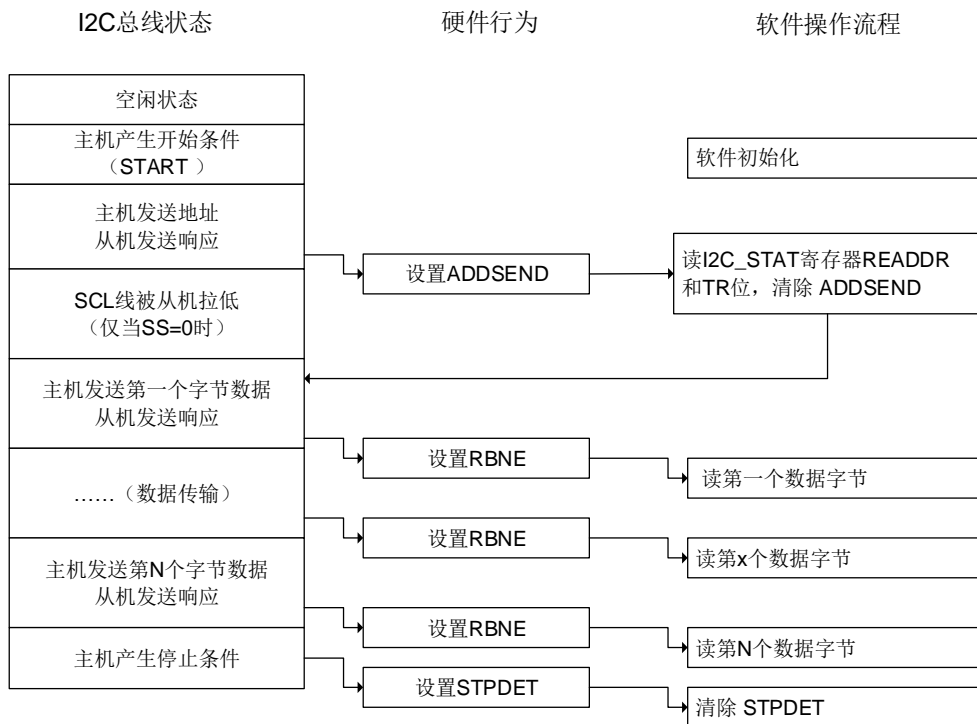 I2C总线状态
硬件行为
软件操作流程
空闲状态
主机产生开始条件
（START ）
软件初始化
主机发送地址
从机发送响应
设置ADDSEND
读I2C_STAT寄存器READDR
和TR位，清除 ADDSEND
SCL线被从机拉低
（仅当SS=0时）
主机发送第一个字节数据
从机发送响应
设置RBNE
读第一个数据字节
……（数据传输）
设置RBNE
读第x个数据字节
主机发送第N个字节数据
从机发送响应
设置RBNE
读第N个数据字节
主机产生停止条件
设置STPDET
清除 STPDET